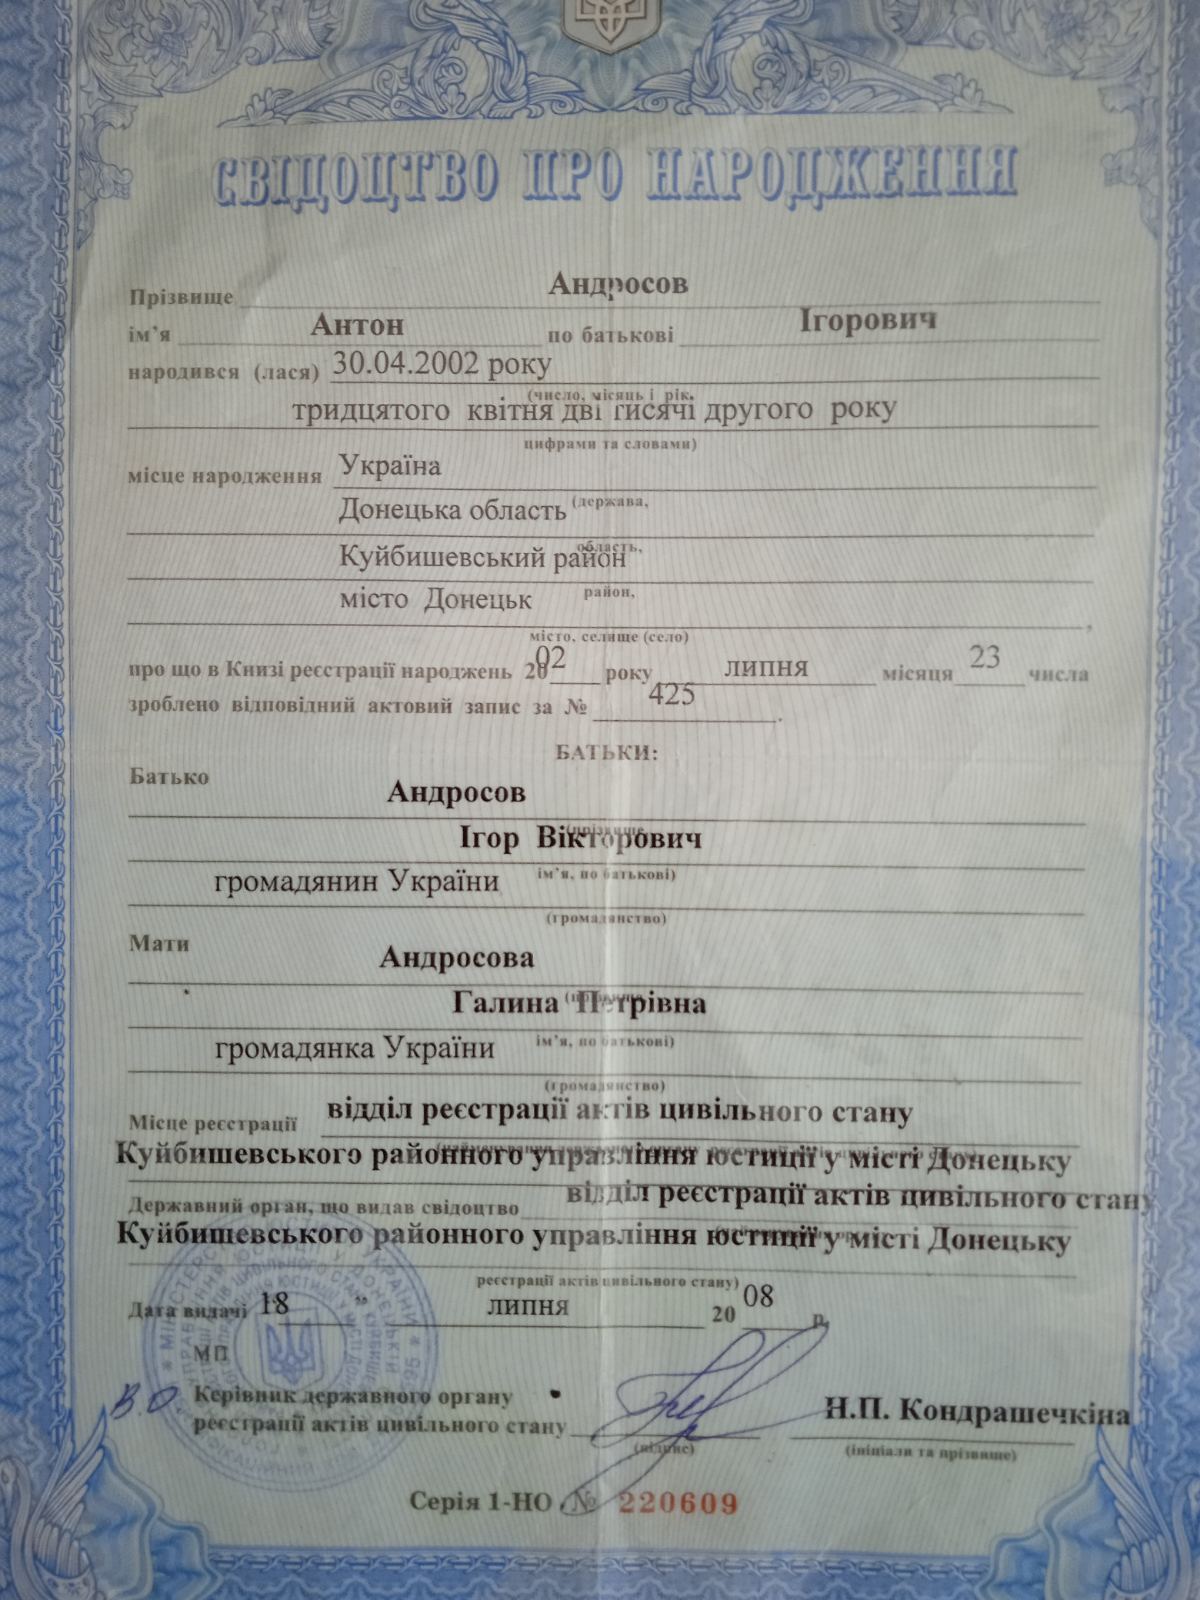 СВІДОЦТВО ПРО НАРОДЖЕННЯ
Прізвище Андросов
ім'я Антон по батькові Ігорович
народився (лася) 30.04.2002 року
(число, місяць і рік,
тридцятого квітня дві тисячі другого року
цифрами та словами)
місце народження Україна
(держава,
Донецька область
область,
Куйбишевський район
район,
місто Донецьк
місто, селище (село)
про що в Книзі реєстрації народжень 2002 року липня місяця 23 числа
зроблено відповідний актовий запис за № 425.
БАТЬКИ:
Батько
Андросов
(прізвище,
Ігор Вікторович
ім'я, по батькові)
громадянин України
(громадянство)
Мати
Андросова
(прізвище,
Галина Петрівна
ім'я, по батькові)
громадянка України
(громадянство)
Місце реєстрації відділ реєстрації актів цивільного стану
Куйбишевського районного управління юстиції у місті Донецьку
Державний орган, що видав свідоцтво відділ реєстрації актів цивільного стану
Куйбишевського районного управління юстиції у місті Донецьку
реєстрації актів цивільного стану)
Дата видачі 18 " липня 2008 р.
МП
В.О. Керівник державного органу
реєстрації актів цивільного стану Н.П. Кондрашечкіна
(підпис) (ініціали та прізвище)
Серія 1-НО № 220609